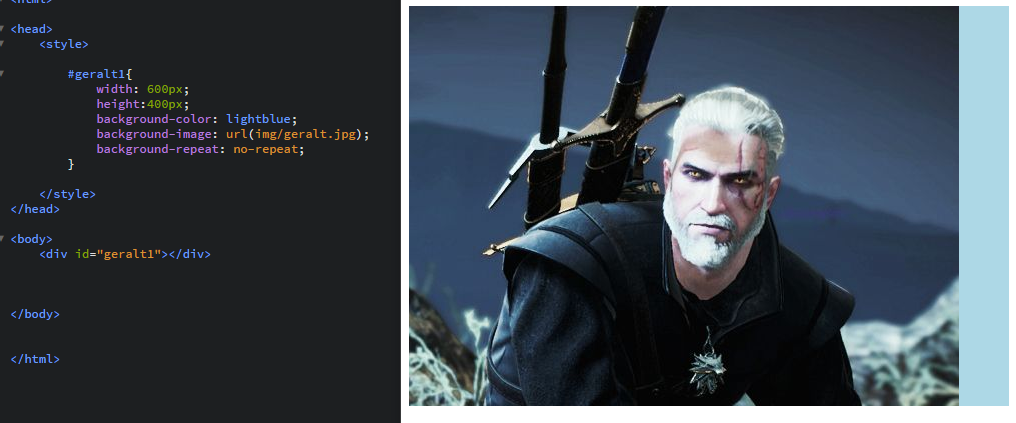 <html>
<head>
<style>
#geralt1{
width: 600px;
height:400px;
background-color: lightblue;
background-image: url(img/geralt.jpg);
background-repeat: no-repeat;
}
</style>
</head>
<body>
<div id="geralt1"></div>
</body>
</html>